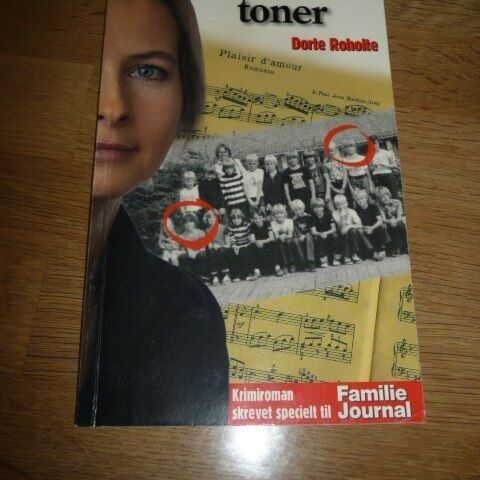 toner
Dorte Roholte
Plaisir d'amour
Romance
Krimiroman
skrevet specielt til
Familie
Journal